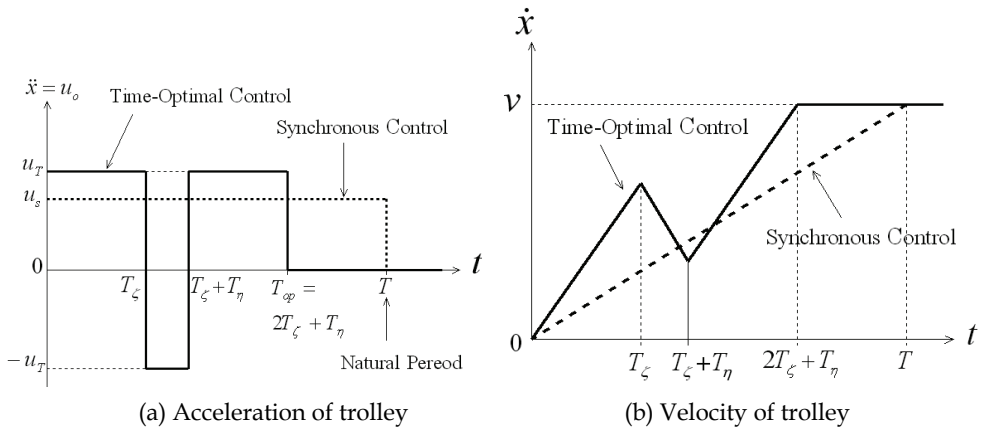 ẍ = u_o
Time-Optimal Control
Synchronous Control
u_T
u_s
0
T_ζ
T_ζ + T_η
T_op =
2T_ζ + T_η
T
t
−u_T
Natural Pereod
(a) Acceleration of trolley
ẋ
v
Time-Optimal Control
Synchronous Control
0
T_ζ
T_ζ + T_η
2T_ζ + T_η
T
t
(b) Velocity of trolley